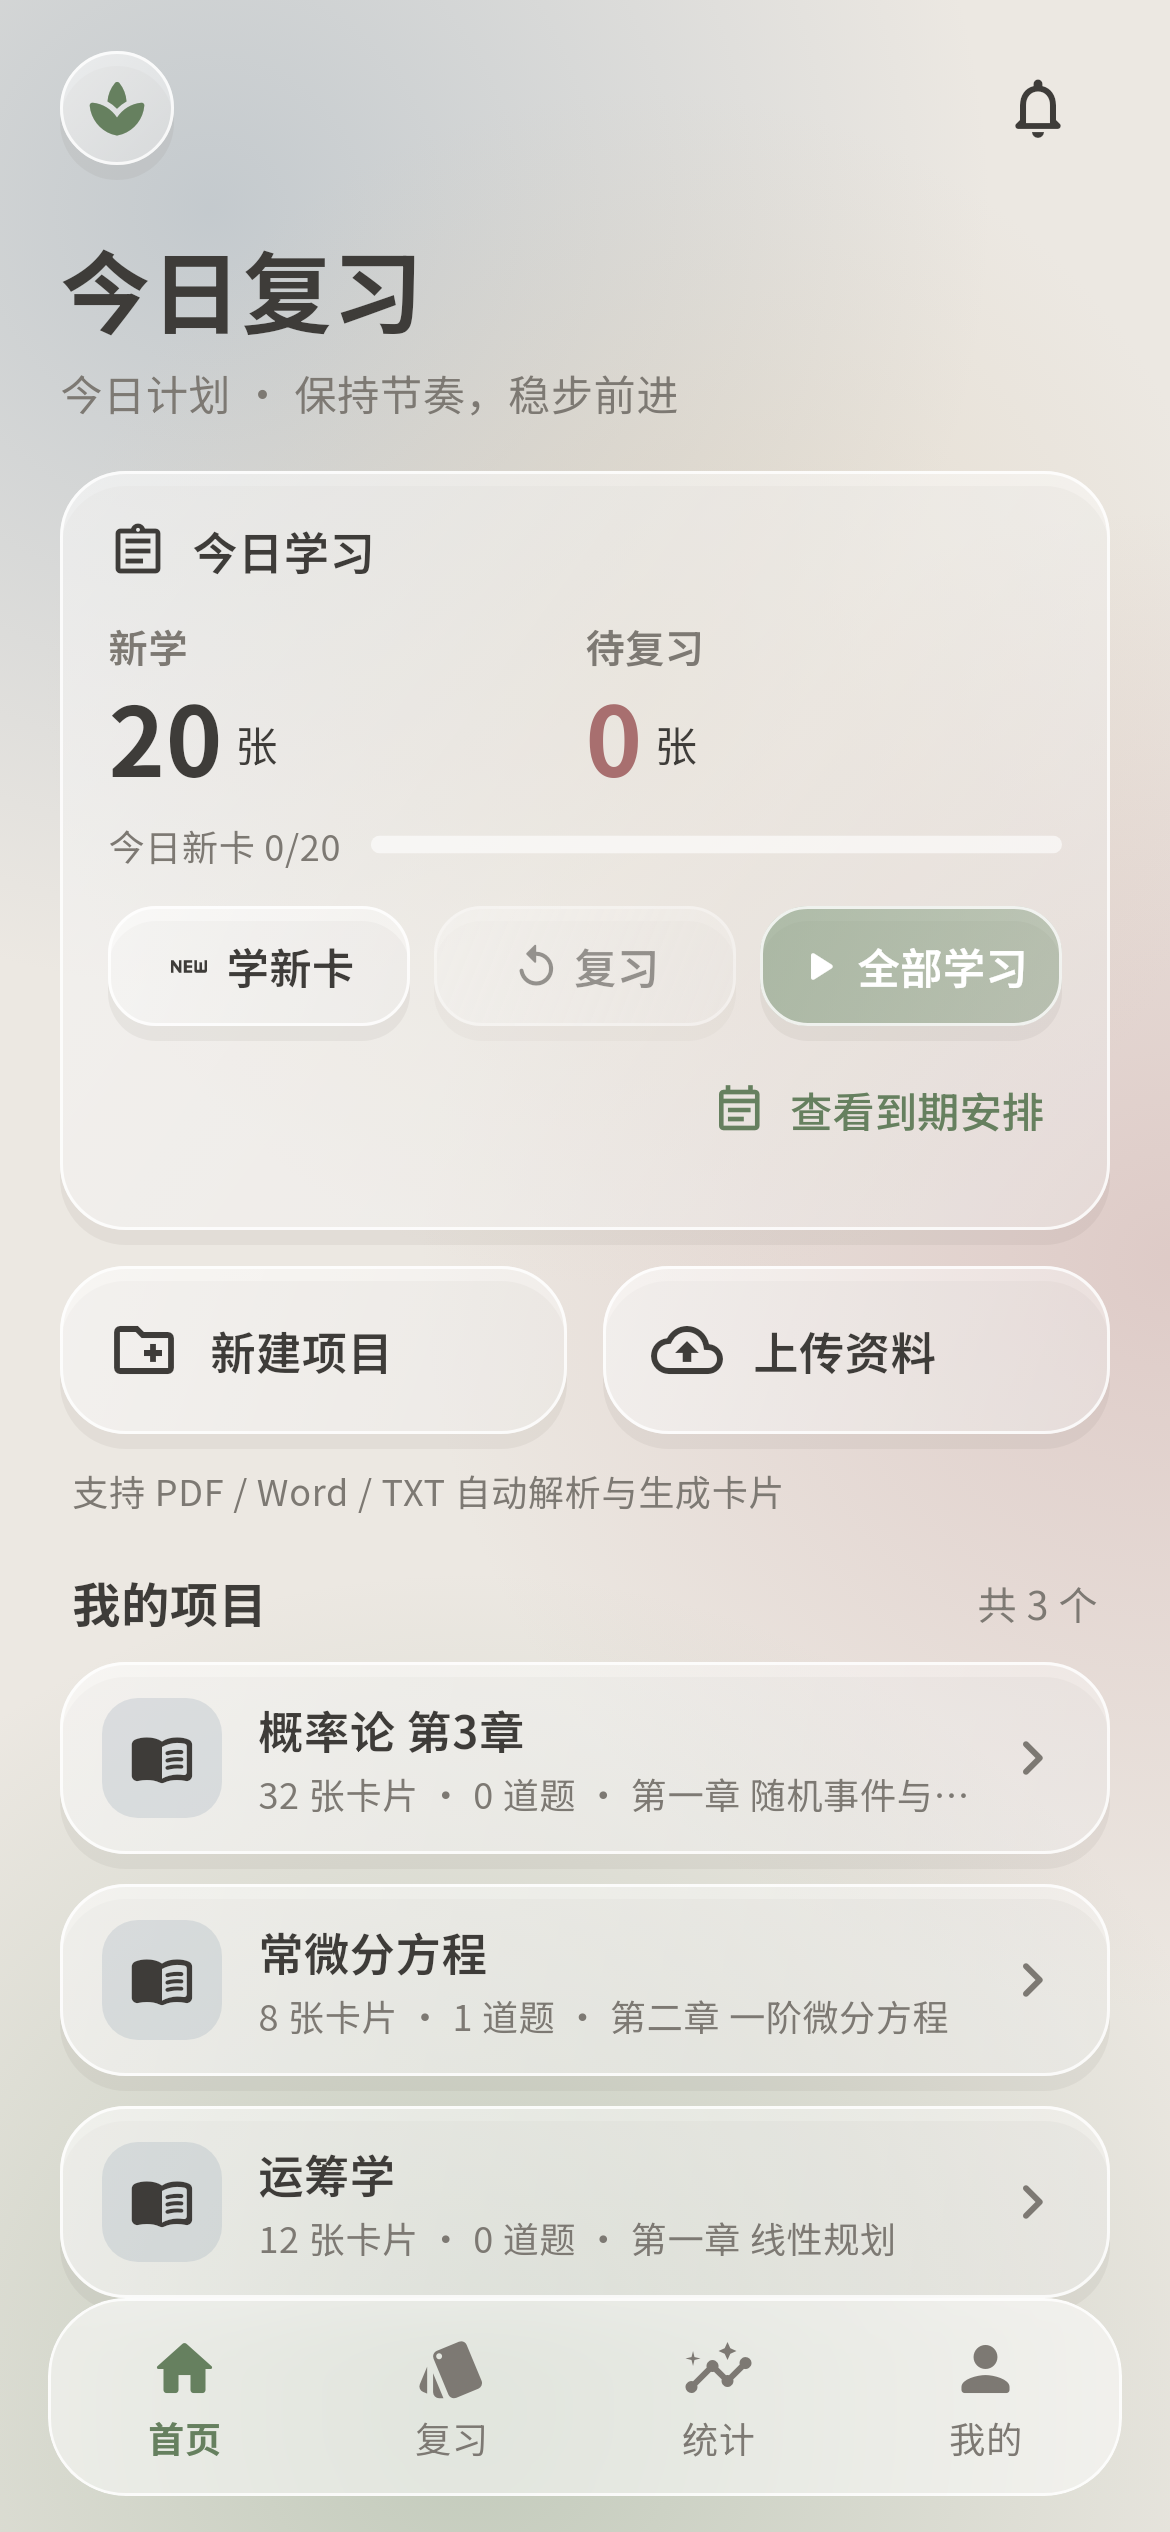 今日复习
今日计划 • 保持节奏，稳步前进
今日学习
新学 待复习
20 张 0 张
今日新卡 0/20
NEW 学新卡 复习 全部学习
查看到期安排
新建项目 上传资料
支持 PDF / Word / TXT 自动解析与生成卡片
我的项目 共 3 个
概率论 第3章
32 张卡片 • 0 道题 • 第一章 随机事件与…
常微分方程
8 张卡片 • 1 道题 • 第二章 一阶微分方程
运筹学
12 张卡片 • 0 道题 • 第一章 线性规划
首页 复习 统计 我的